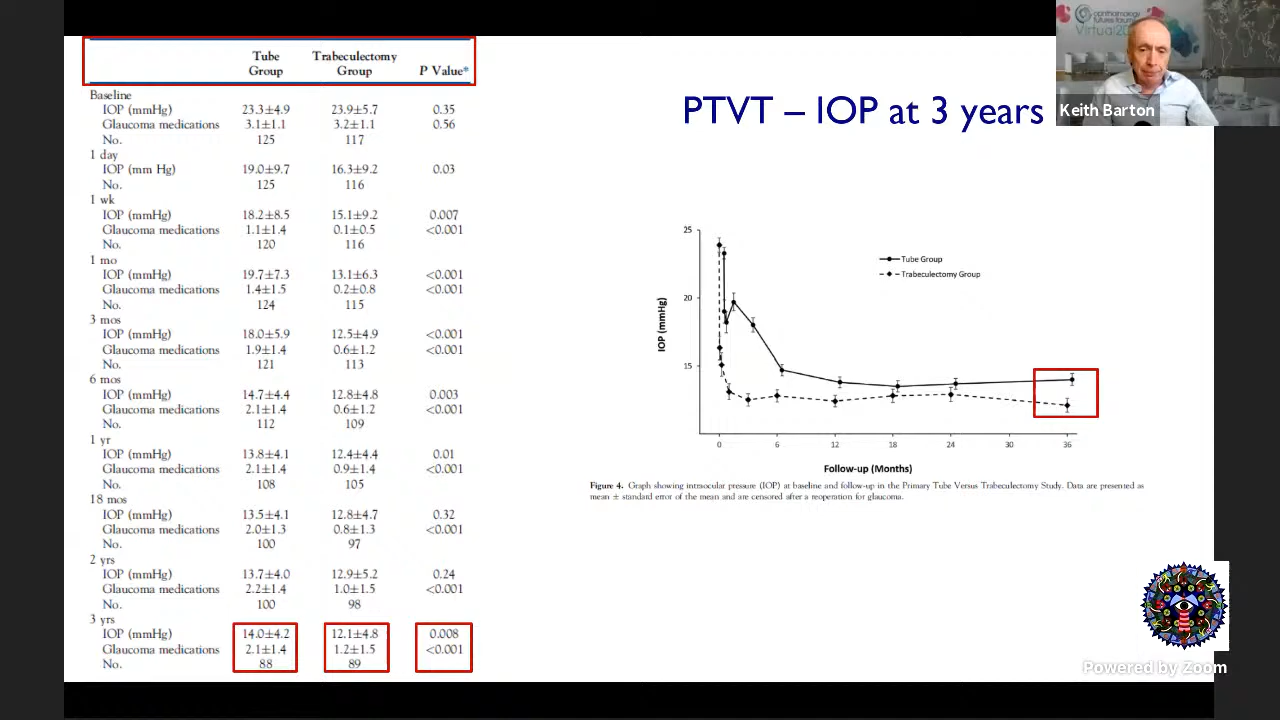 Tube Trabeculectomy
Group Group P Value*
Baseline
IOP (mmHg) 23.3±4.9 23.9±5.7 0.35
Glaucoma medications 3.1±1.1 3.2±1.1 0.56
No. 125 117
1 day
IOP (mm Hg) 19.0±9.7 16.3±9.2 0.03
No. 125 116
1 wk
IOP (mmHg) 18.2±8.5 15.1±9.2 0.007
Glaucoma medications 1.1±1.4 0.1±0.5 <0.001
No. 120 116
1 mo
IOP (mmHg) 19.7±7.3 13.1±6.3 <0.001
Glaucoma medications 1.4±1.5 0.2±0.8 <0.001
No. 124 115
3 mos
IOP (mmHg) 18.0±5.9 12.5±4.9 <0.001
Glaucoma medications 1.9±1.4 0.6±1.2 <0.001
No. 121 113
6 mos
IOP (mmHg) 14.7±4.4 12.8±4.8 0.003
Glaucoma medications 2.1±1.4 0.6±1.2 <0.001
No. 112 109
1 yr
IOP (mmHg) 13.8±4.1 12.4±4.4 0.01
Glaucoma medications 2.1±1.4 0.9±1.4 <0.001
No. 108 105
18 mos
IOP (mmHg) 13.5±4.1 12.8±4.7 0.32
Glaucoma medications 2.0±1.3 0.8±1.3 <0.001
No. 100 97
2 yrs
IOP (mmHg) 13.7±4.0 12.9±5.2 0.24
Glaucoma medications 2.2±1.4 1.0±1.5 <0.001
No. 100 98
3 yrs
IOP (mmHg) 14.0±4.2 12.1±4.8 0.008
Glaucoma medications 2.1±1.4 1.2±1.5 <0.001
No. 88 89
PTVT – IOP at 3 years
ophthalmology
futures forum
Virtual
Keith Barton
25
20
15
IOP (mmHg)
Tube Group
Trabeculectomy Group
0 6 12 18 24 30 36
Follow-up (Months)
Figure 4. Graph showing intraocular pressure (IOP) at baseline and follow-up in the Primary Tube Versus Trabeculectomy Study. Data are presented as
mean ± standard error of the mean and are censored after a reoperation for glaucoma.
Powered by Zoom